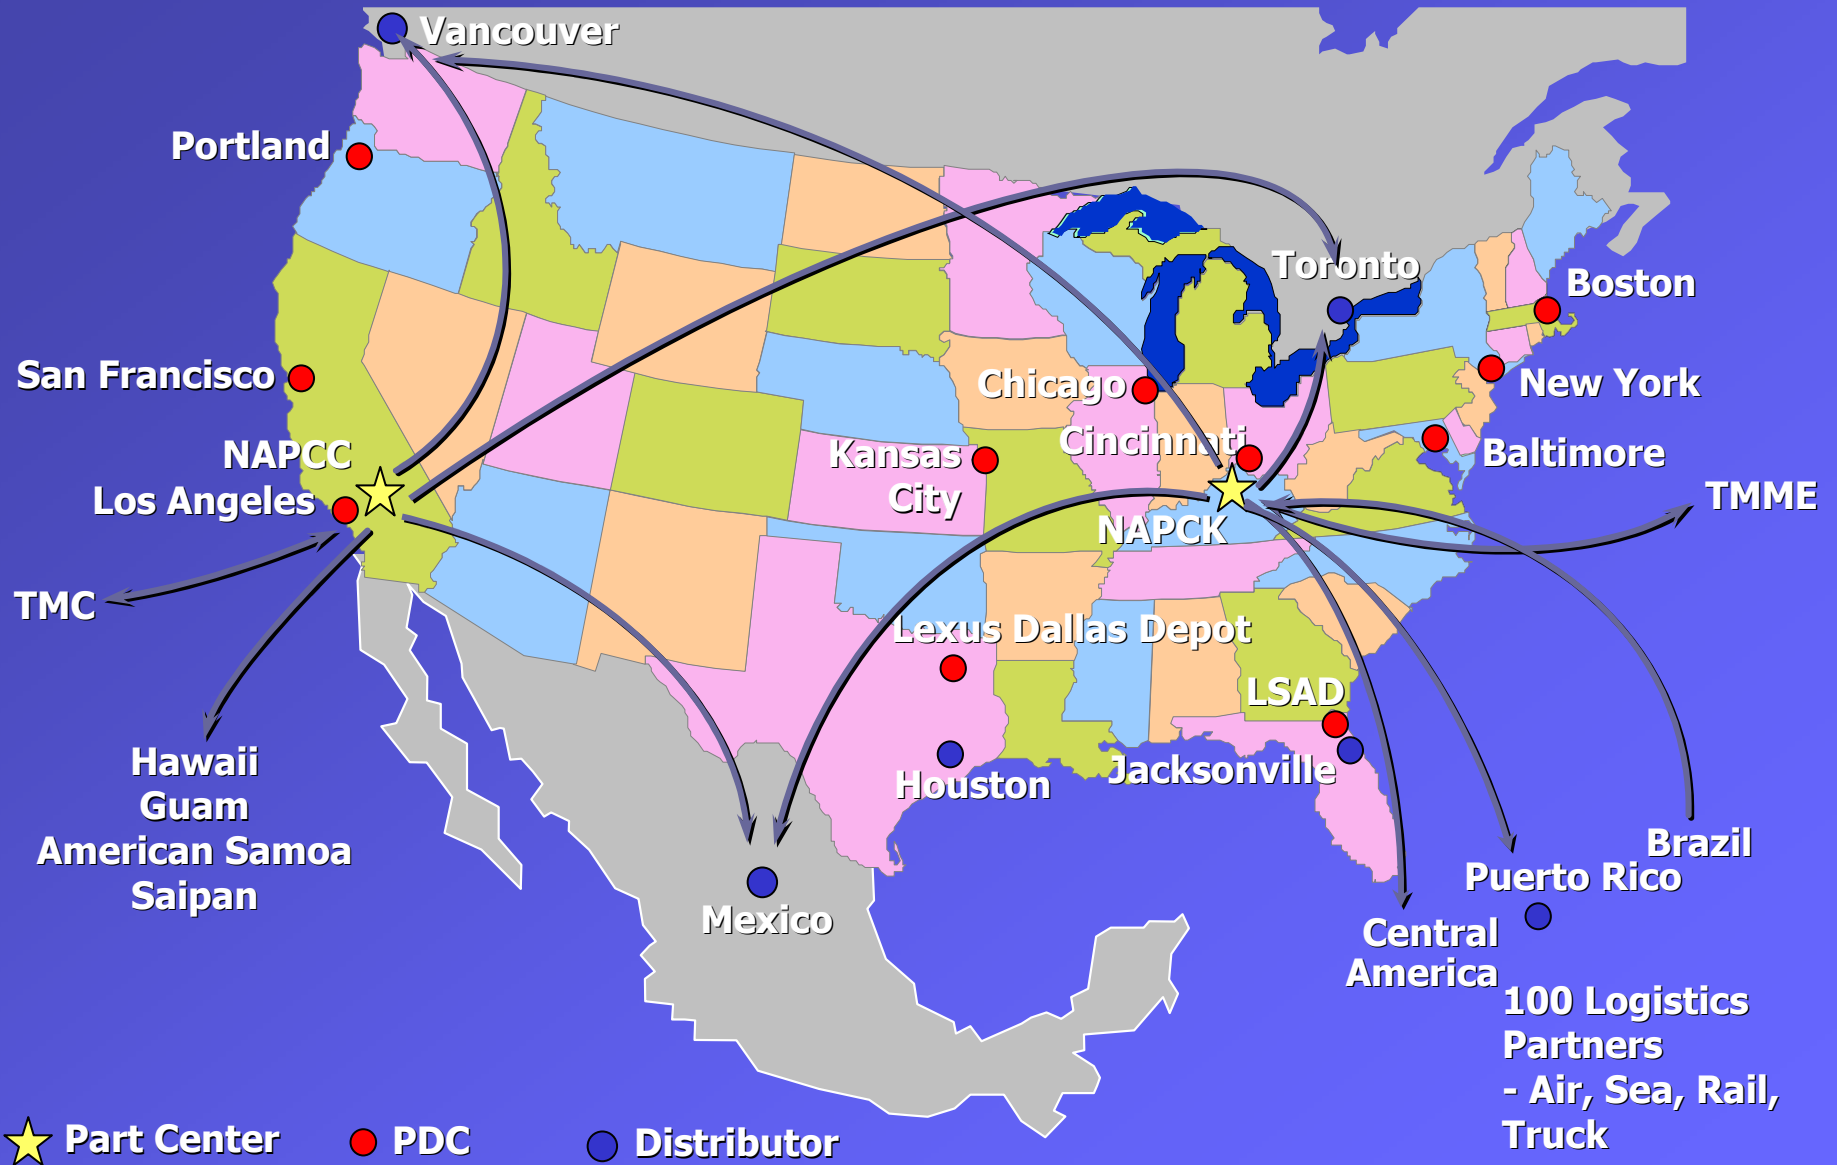 Vancouver
Portland
Toronto
Boston
San Francisco
Chicago
New York
NAPCC
Kansas
City
Cincinnati
Baltimore
Los Angeles
TMME
NAPCK
TMC
Lexus Dallas Depot
LSAD
Hawaii
Guam
American Samoa
Saipan
Houston
Jacksonville
Brazil
Puerto Rico
Mexico
Central
America
100 Logistics
Partners
- Air, Sea, Rail,
Truck
Part Center
PDC
Distributor